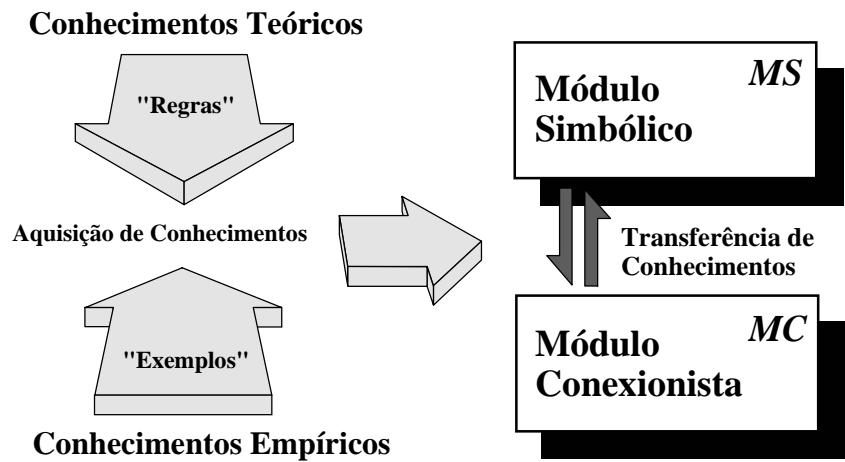 Conhecimentos Teóricos
"Regras"
Aquisição de Conhecimentos
"Exemplos"
Conhecimentos Empíricos
MS
Módulo
Simbólico
Transferência de
Conhecimentos
MC
Módulo
Conexionista